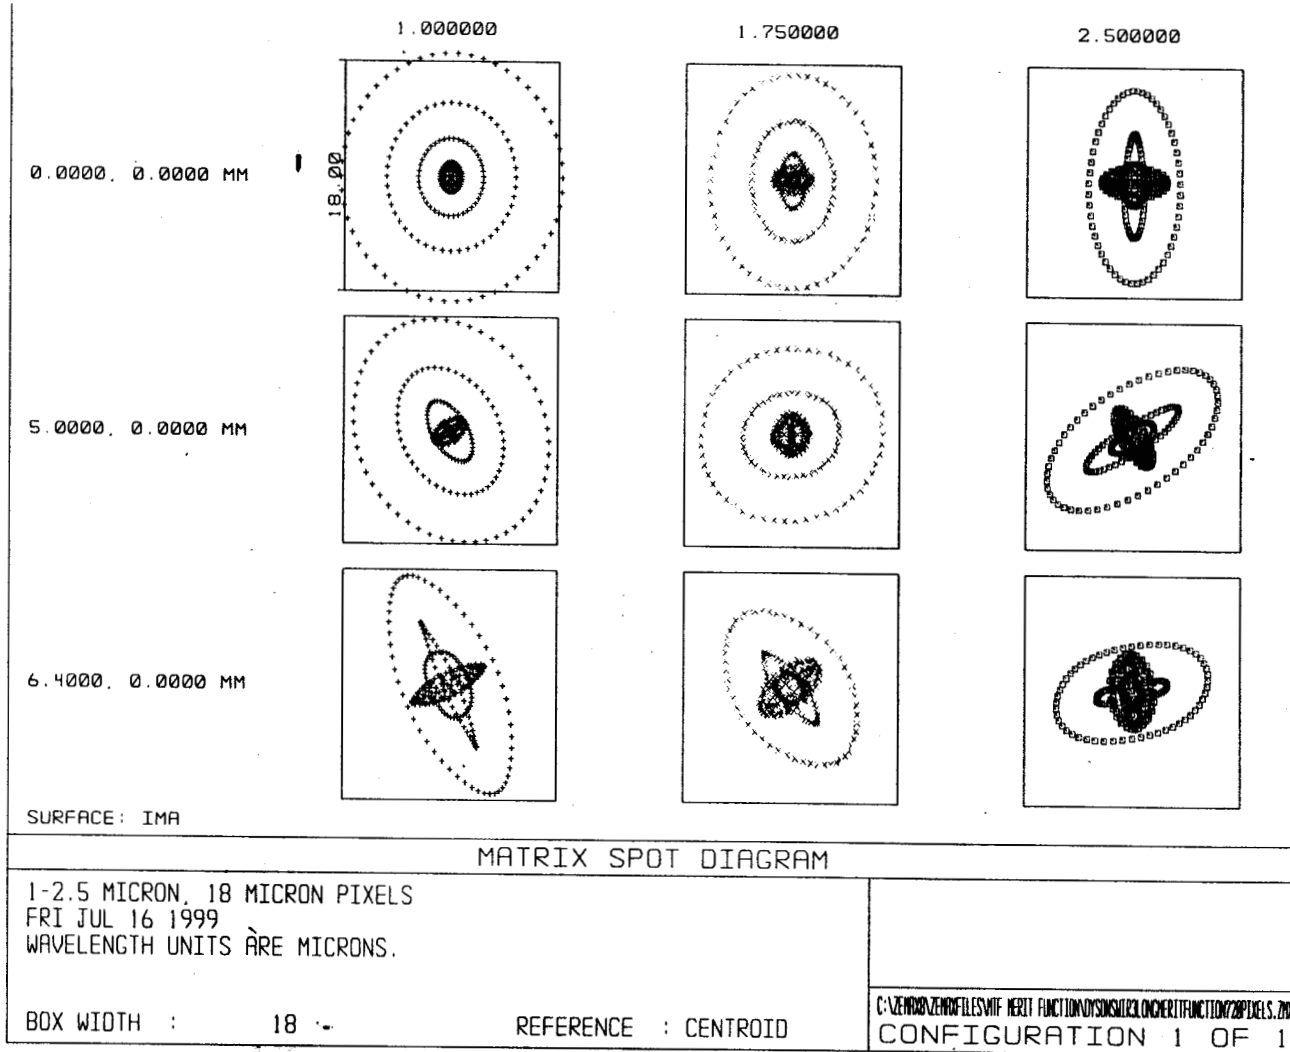 1.000000 1.750000 2.500000
0.0000, 0.0000 MM
18.00
5.0000, 0.0000 MM
6.4000, 0.0000 MM
SURFACE: IMA
MATRIX SPOT DIAGRAM
1-2.5 MICRON, 18 MICRON PIXELS
FRI JUL 16 1999
WAVELENGTH UNITS ARE MICRONS.
BOX WIDTH : 18 REFERENCE : CENTROID
CONFIGURATION 1 OF 1